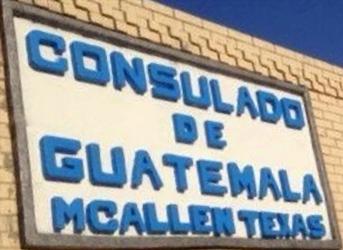 CONSULADO
DE
GUATEMALA
MCALLEN TEXAS